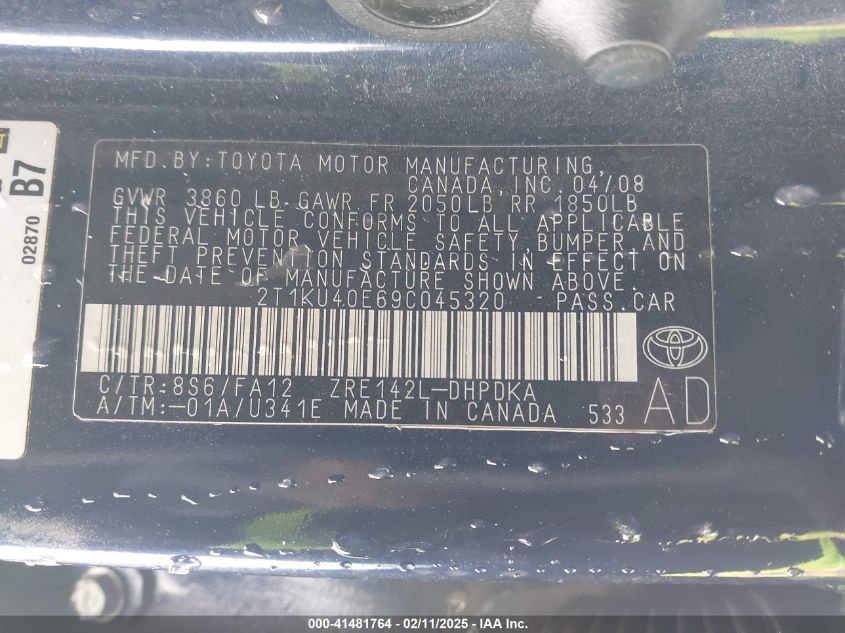 MFD.BY:TOYOTA MOTOR MANUFACTURING,
CANADA,INC.04/08
GVWR 3860 LB GAWR FR 2050LB RR 1850LB
THIS VEHICLE CONFORMS TO ALL APPLICABLE
FEDERAL MOTOR VEHICLE SAFETY,BUMPER,AND
THEFT PREVENTION STANDARDS IN EFFECT ON
THE DATE OF MANUFACTURE SHOWN ABOVE.
2T1KU40E69C045320 PASS.CAR
C/TR:8S6/FA12 ZRE142L-DHPDKA
A/TM:-01A/U341E MADE IN CANADA 533
AD
02870
B7
000-41481764 - 02/11/2025 - IAA Inc.